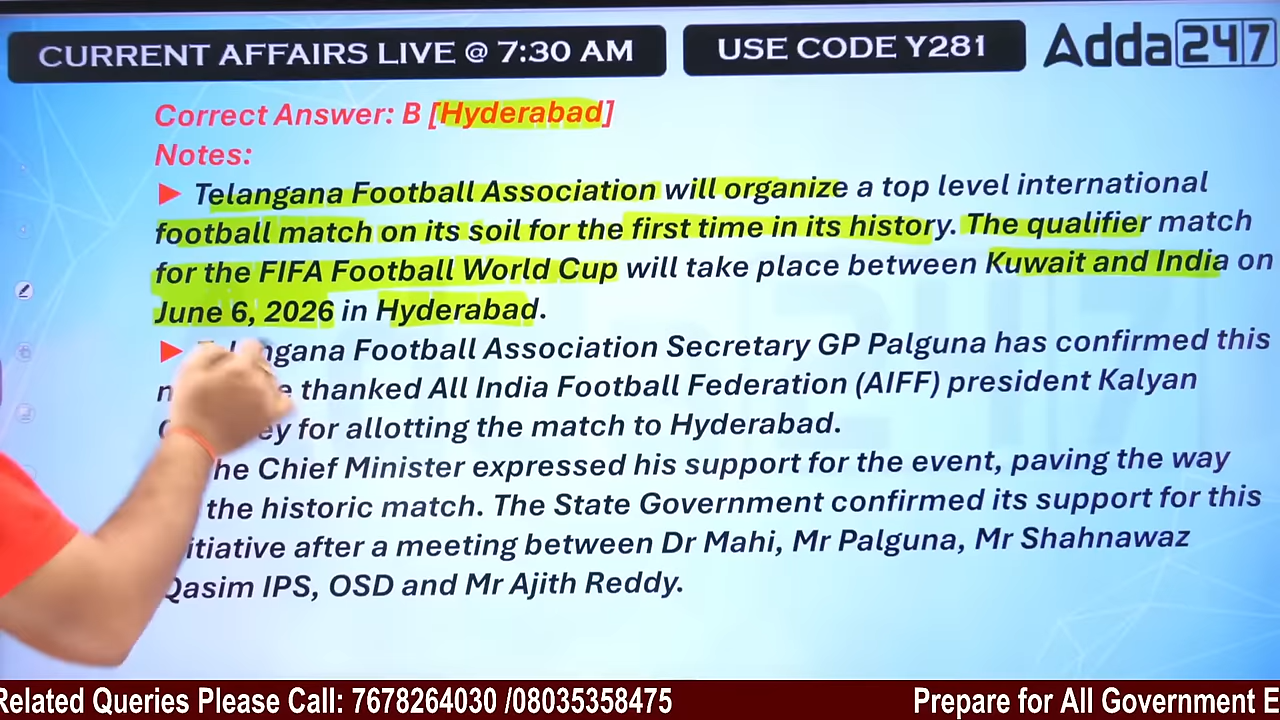 CURRENT AFFAIRS LIVE @ 7:30 AM
USE CODE Y281
Adda247
Correct Answer: B [Hyderabad]
Notes:
► Telangana Football Association will organize a top level international
football match on its soil for the first time in its history. The qualifier match
for the FIFA Football World Cup will take place between Kuwait and India on
June 6, 2026 in Hyderabad.
► Telangana Football Association Secretary GP Palguna has confirmed this
thanked All India Football Federation (AIFF) president Kalyan
for allotting the match to Hyderabad.
Chief Minister expressed his support for the event, paving the way
the historic match. The State Government confirmed its support for this
after a meeting between Dr Mahi, Mr Palguna, Mr Shahnawaz
Qasim IPS, OSD and Mr Ajith Reddy.
Related Queries Please Call: 7678264030 /08035358475
Prepare for All Government